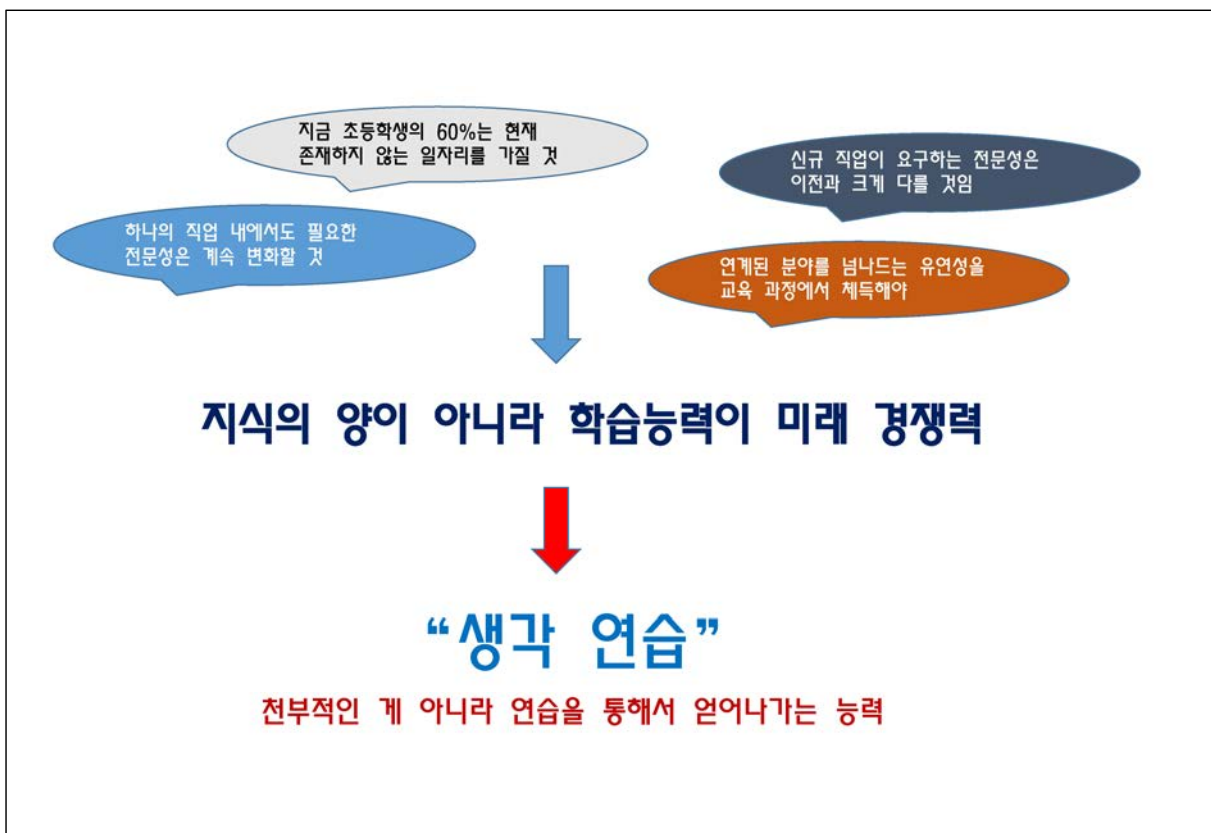 지금 초등학생의 60%는 현재
존재하지 않는 일자리를 가질 것
신규 직업이 요구하는 전문성은
이전과 크게 다를 것임
하나의 직업 내에서도 필요한
전문성은 계속 변화할 것
연계된 분야를 넘나드는 유연성을
교육 과정에서 체득해야
지식의 양이 아니라 학습능력이 미래 경쟁력
“생각 연습”
천부적인 게 아니라 연습을 통해서 얻어나가는 능력